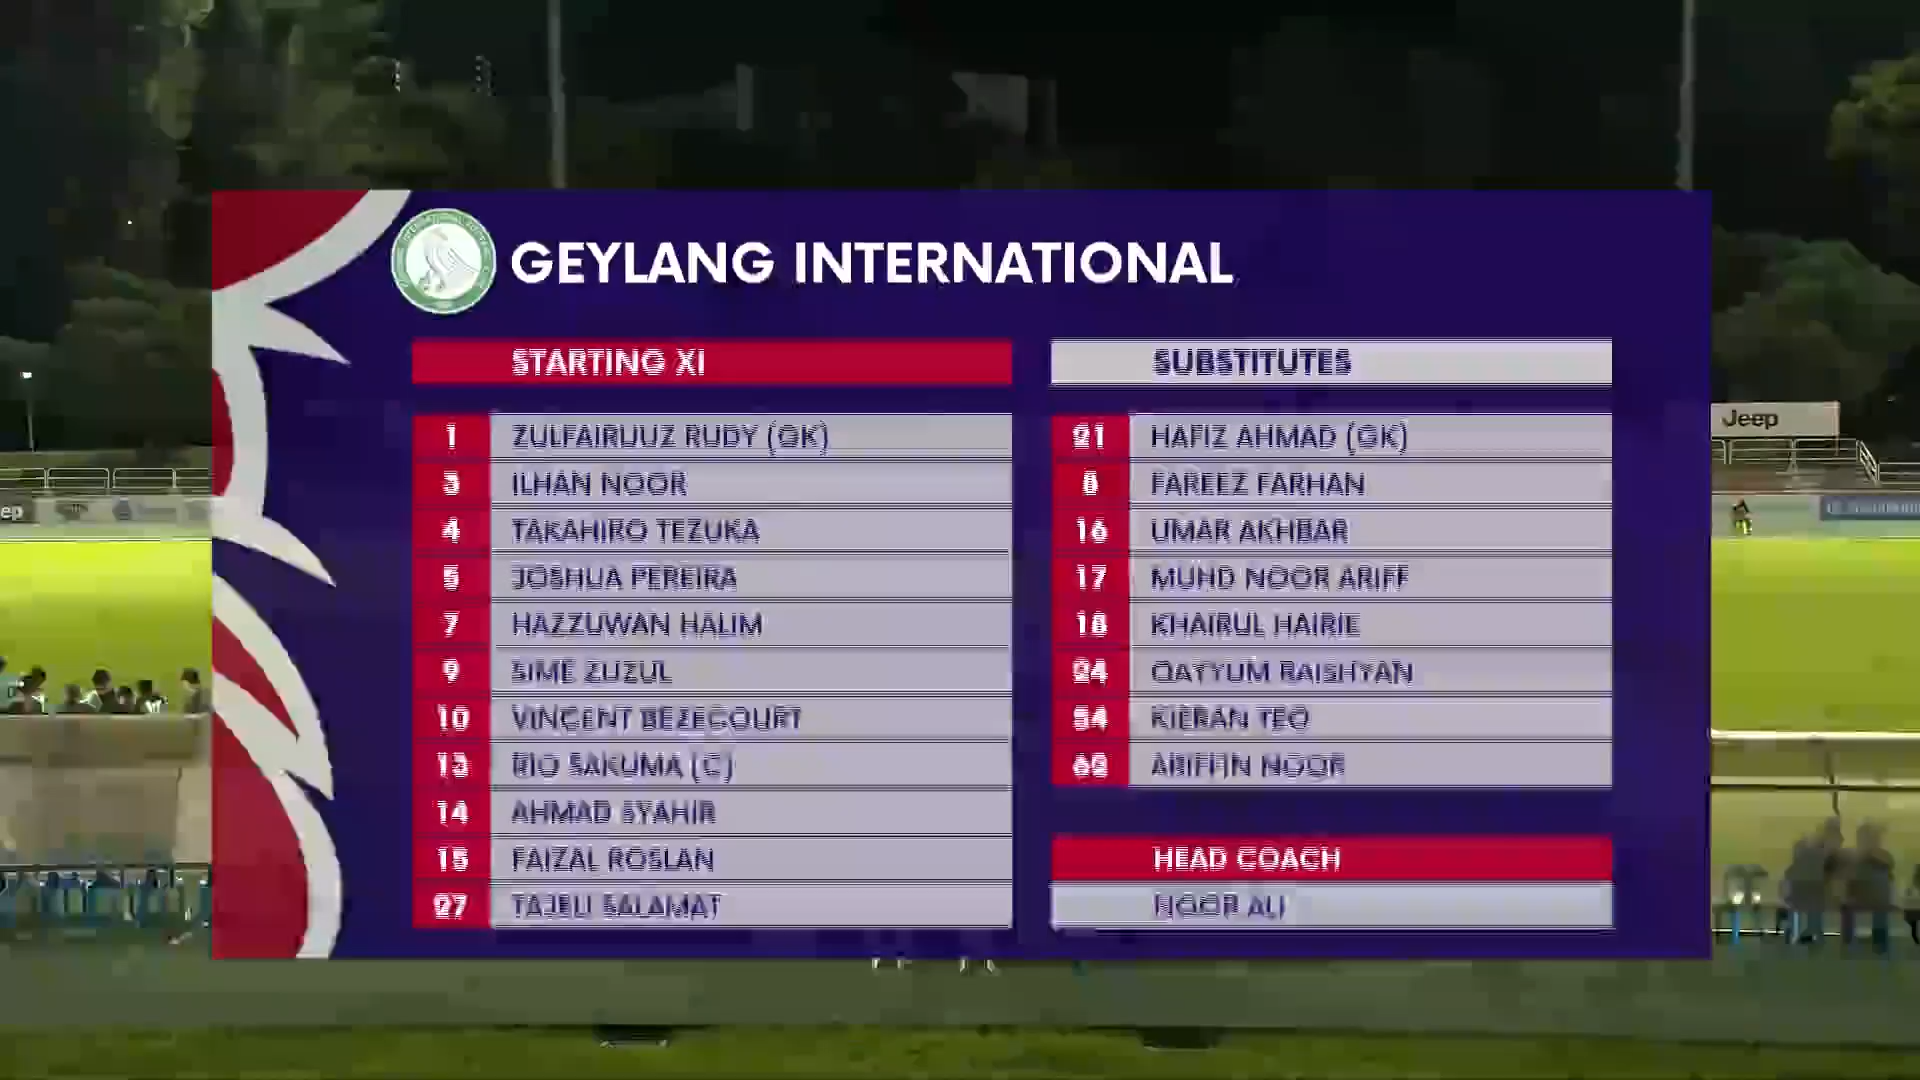 GEYLANG INTERNATIONAL
STARTING XI
1 ZULFAIRUUZ RUDY (GK)
3 ILHAN NOOR
4 TAKAHIRO TEZUKA
5 JOSHUA PEREIRA
7 HAZZUWAN HALIM
9 SIME ZUZUL
10 VINCENT BEZECOURT
13 RIO SAKUMA (C)
14 AHMAD SYAHIR
15 FAIZAL ROSLAN
27 TAJELI SALAMAT
SUBSTITUTES
21 HAFIZ AHMAD (GK)
8 FAREEZ FARHAN
16 UMAR AKHBAR
17 MUHD NOOR ARIFF
18 KHAIRUL HAIRIE
24 QAYYUM RAISHYAN
54 KIERAN TEO
62 ARIFFIN NOOR
HEAD COACH
NOOR ALI
Jeep